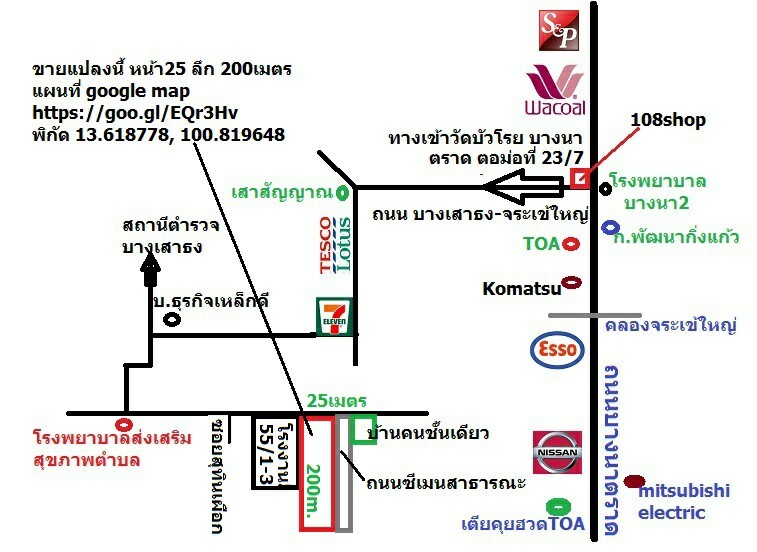 S&P
Wacoal
ขายแปลงนี้ หน้า25 ลึก 200เมตร
แผนที่ google map
https://goo.gl/EQr3Hv
พิกัด 13.618778, 100.819648
ทางเข้าวัดบัวโรย บางนา
ตราด ตอม่อที่ 23/7
108shop
โรงพยาบาล
บางนา2
เสาสัญญาณ
ถนน บางเสาธง-จระเข้ใหญ่
ก.พัฒนากิ่งแก้ว
สถานีตำรวจ
บางเสาธง
TESCO
Lotus
TOA
Komatsu
บ.ธุรกิจเหล็กดี
7
ELEVEN
คลองจระเข้ใหญ่
Esso
ถนนบางนาตราด
25เมตร
โรงพยาบาลส่งเสริม
สุขภาพตำบล
ซอยสุทินเผือก
โรงงาน
55/1-3
200m.
บ้านคนชั้นเดียว
ถนนซีเมนสาธารณะ
NISSAN
mitsubishi
electric
เตียคุยฮวดTOA